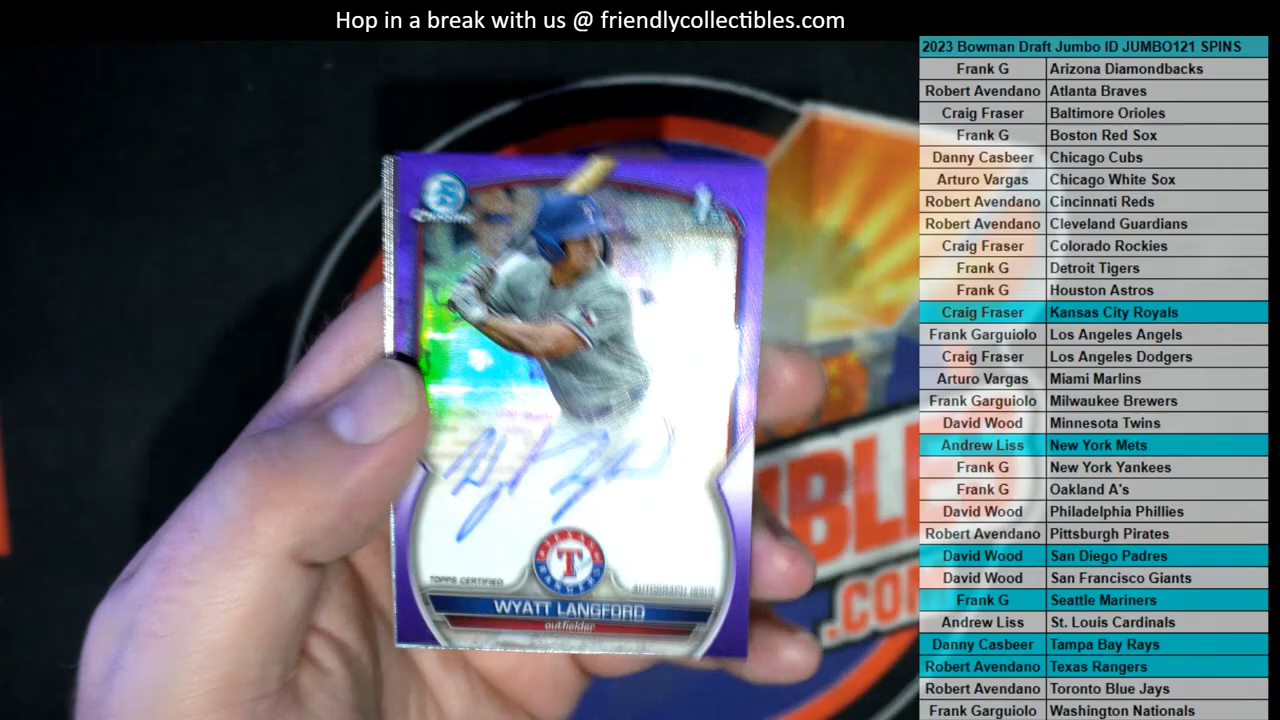 Hop in a break with us @ friendlycollectibles.com
2023 Bowman Draft Jumbo ID JUMBO121 SPINS
Frank G Arizona Diamondbacks
Robert Avendano Atlanta Braves
Craig Fraser Baltimore Orioles
Frank G Boston Red Sox
Danny Casbeer Chicago Cubs
Arturo Vargas Chicago White Sox
Robert Avendano Cincinnati Reds
Robert Avendano Cleveland Guardians
Craig Fraser Colorado Rockies
Frank G Detroit Tigers
Frank G Houston Astros
Craig Fraser Kansas City Royals
Frank Garguiolo Los Angeles Angels
Craig Fraser Los Angeles Dodgers
Arturo Vargas Miami Marlins
Frank Garguiolo Milwaukee Brewers
David Wood Minnesota Twins
Andrew Liss New York Mets
Frank G New York Yankees
Frank G Oakland A's
David Wood Philadelphia Phillies
Robert Avendano Pittsburgh Pirates
David Wood San Diego Padres
David Wood San Francisco Giants
Frank G Seattle Mariners
Andrew Liss St. Louis Cardinals
Danny Casbeer Tampa Bay Rays
Robert Avendano Texas Rangers
Robert Avendano Toronto Blue Jays
Frank Garguiolo Washington Nationals
TEXAS
T
RANGERS
TOPPS CERTIFIED AUTOGRAPH ISSUE
WYATT LANGFORD
outfielder
.CO